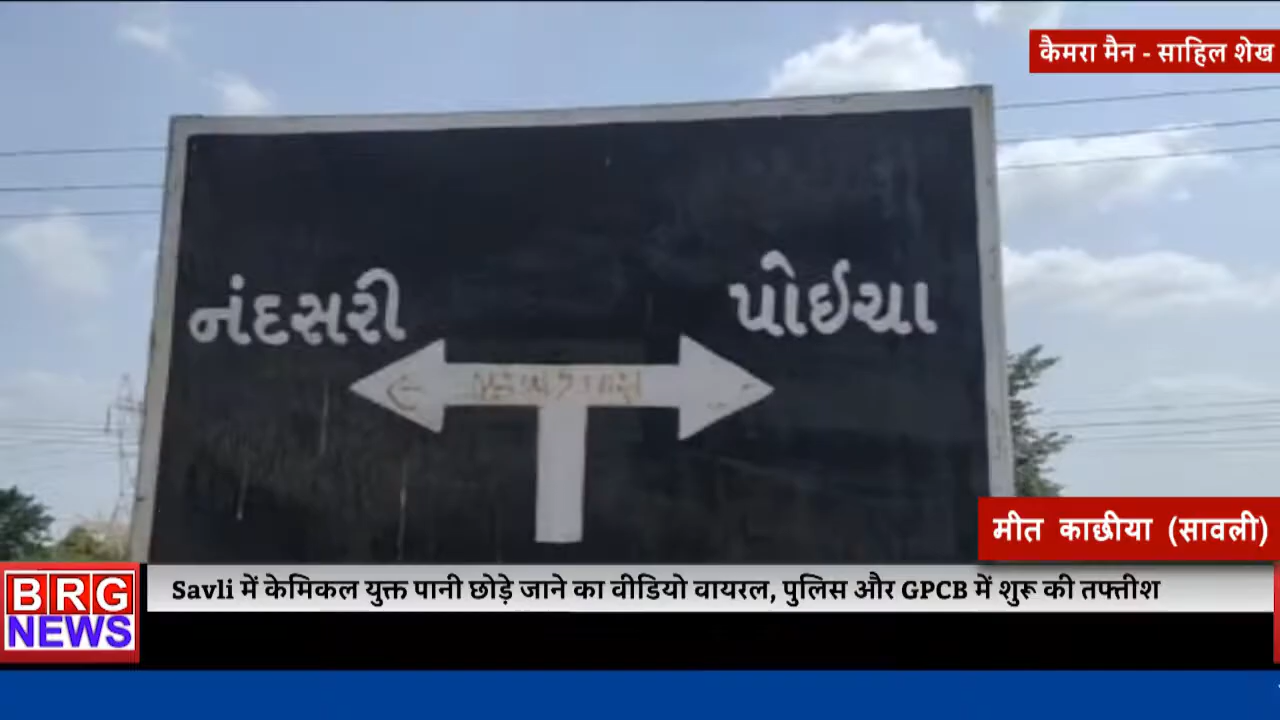 कैमरा मैन - साहिल शेख
નંદસરી
પોઇચા
मीत काछीया (सावली)
Savli में केमिकल युक्त पानी छोड़े जाने का वीडियो वायरल, पुलिस और GPCB में शुरू की तफ्तीश
BRG
NEWS